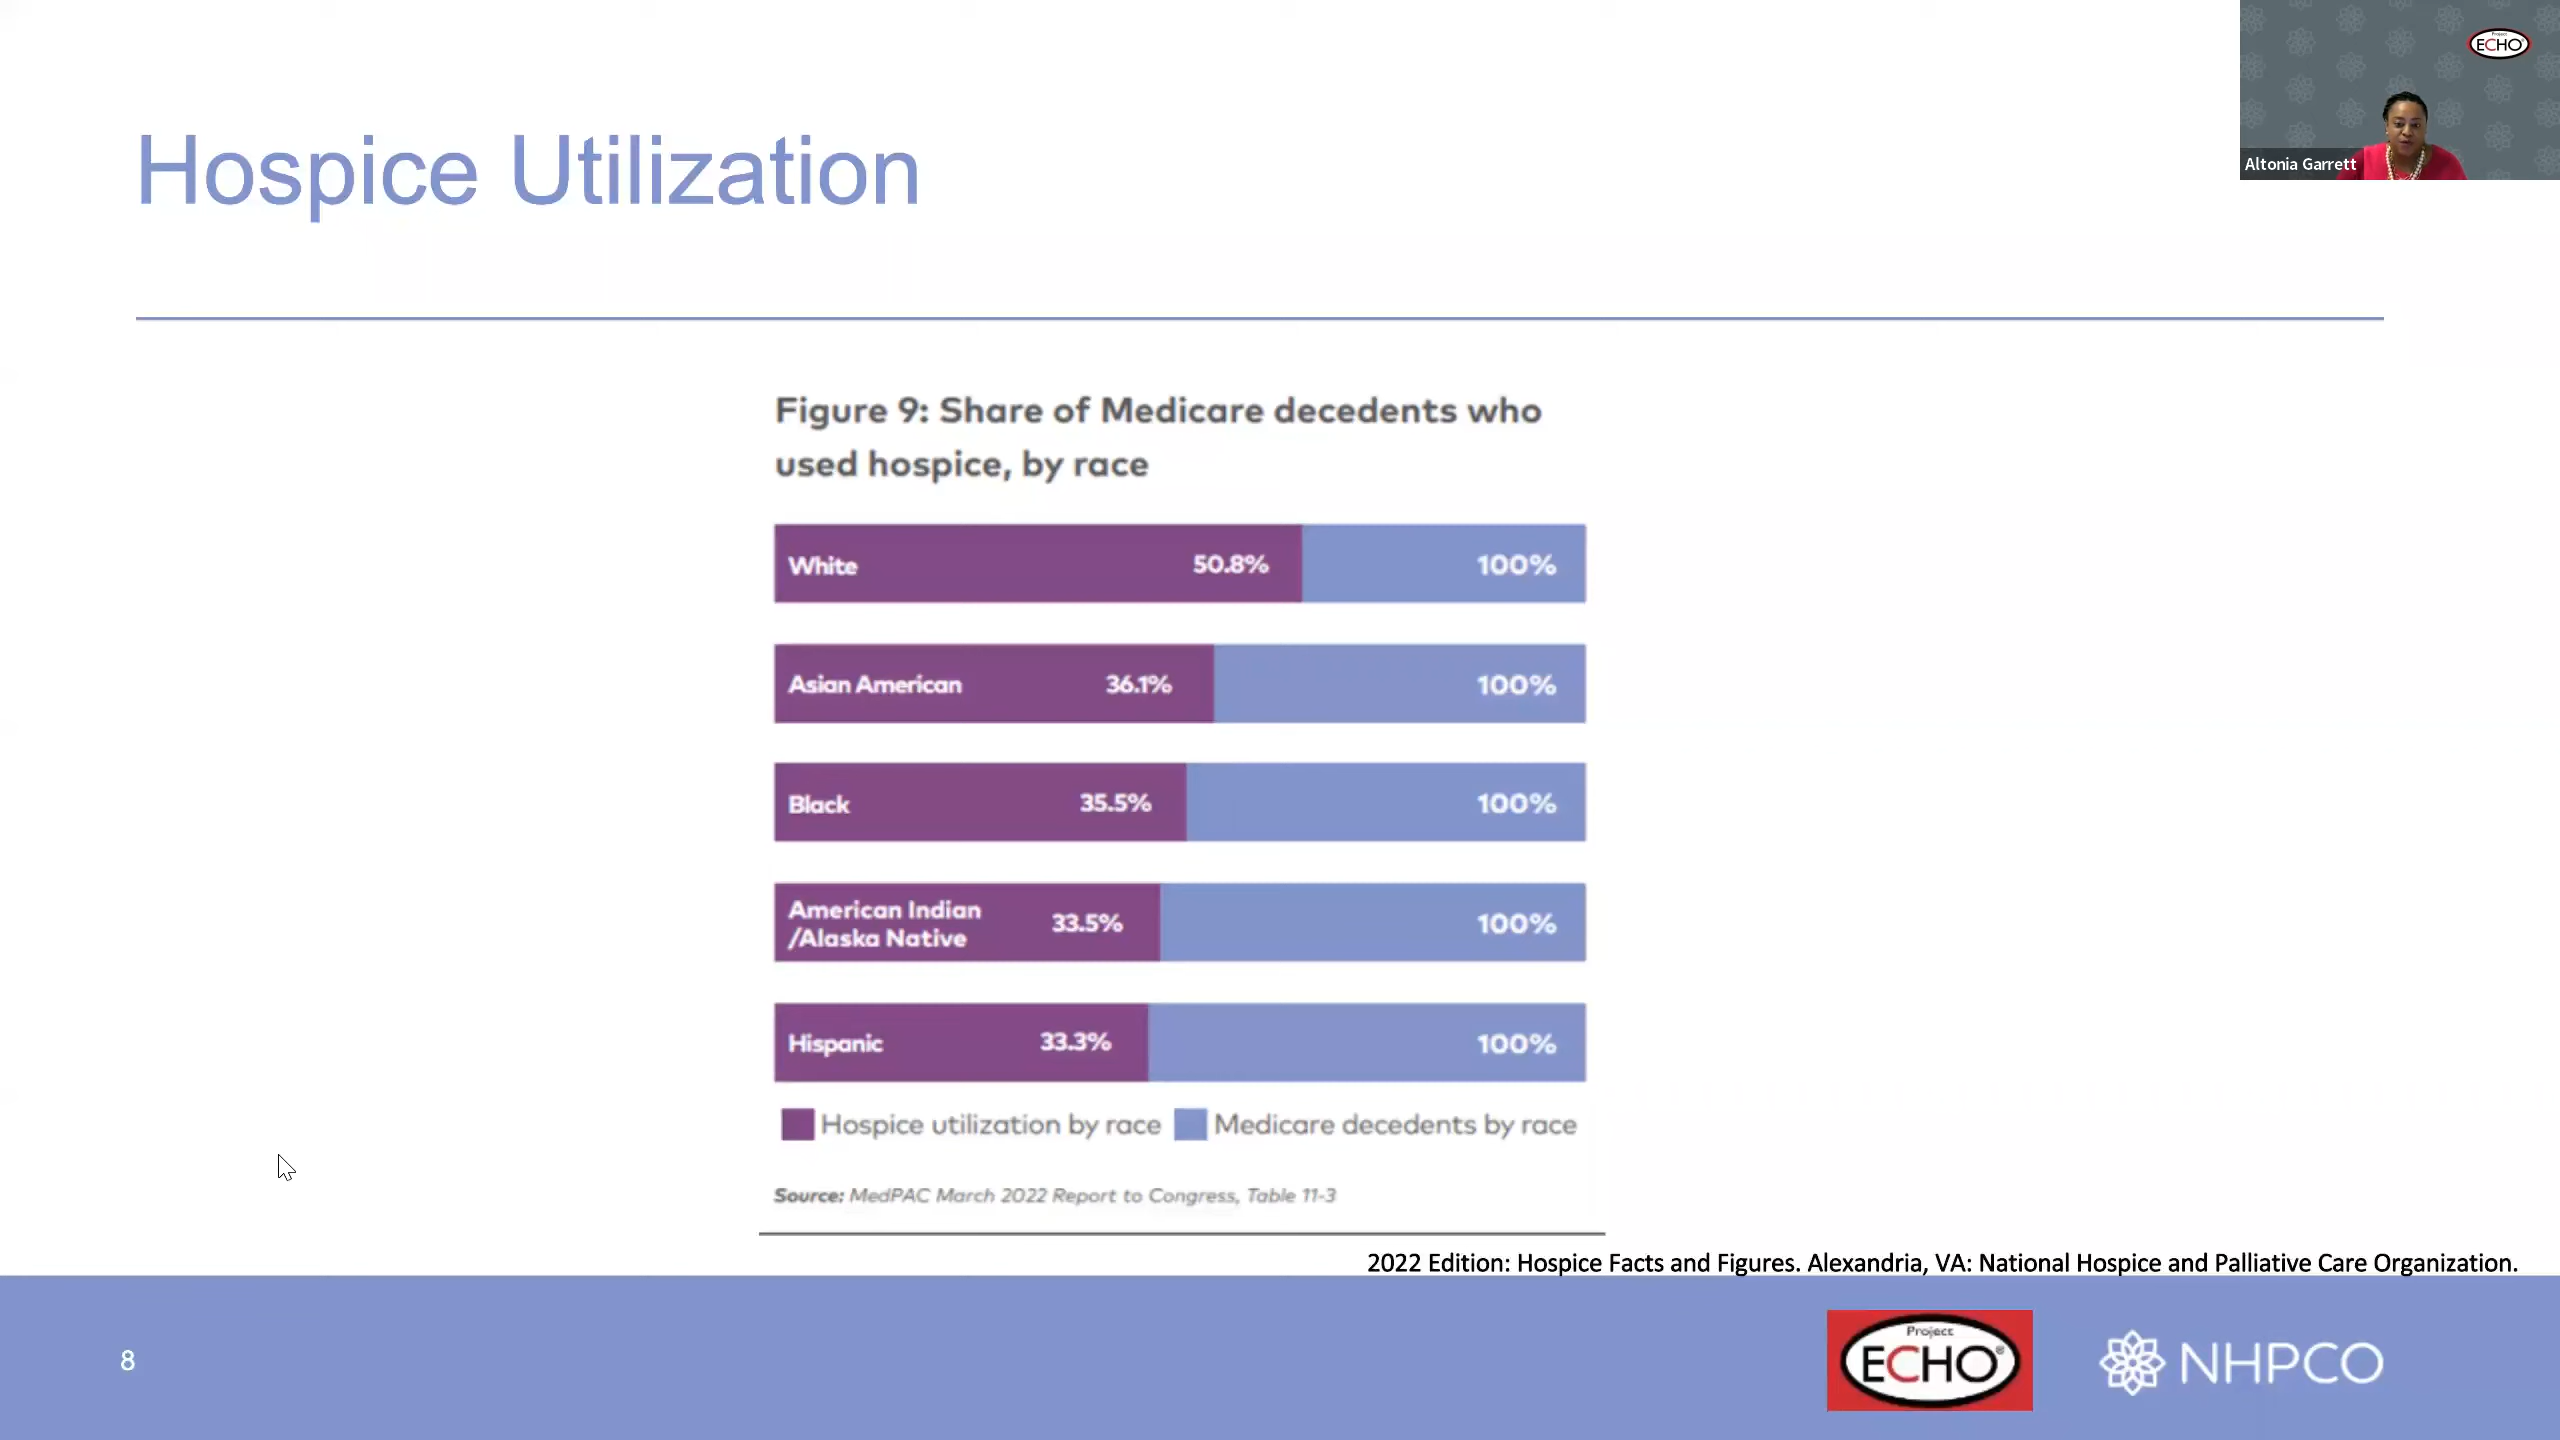 Project
ECHO
Altonia Garrett
Hospice Utilization
Figure 9: Share of Medicare decedents who
used hospice, by race
White 50.8% 100%
Asian American 36.1% 100%
Black 35.5% 100%
American Indian
/Alaska Native 33.5% 100%
Hispanic 33.3% 100%
Hospice utilization by race Medicare decedents by race
Source: MedPAC March 2022 Report to Congress, Table 11-3
2022 Edition: Hospice Facts and Figures. Alexandria, VA: National Hospice and Palliative Care Organization.
8
Project
ECHO®
NHPCO